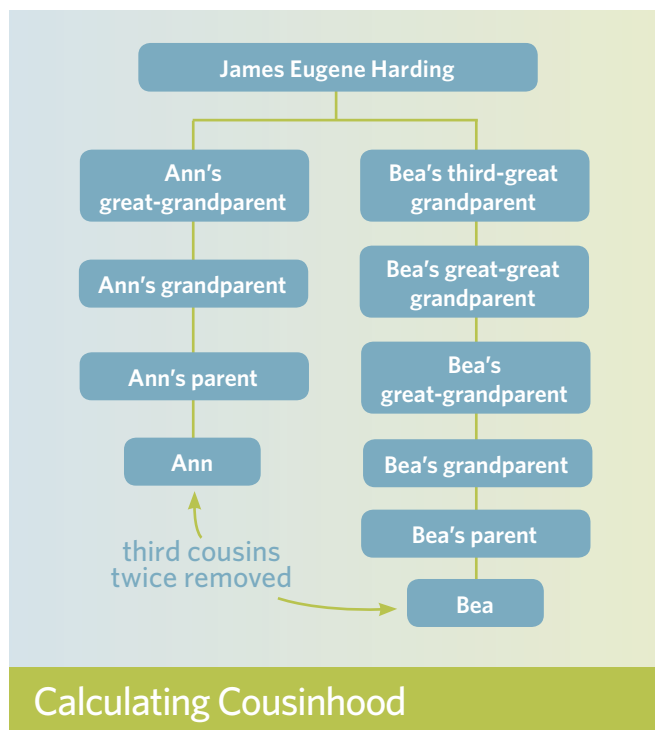 James Eugene Harding
Ann's
great-grandparent
Ann's grandparent
Ann's parent
Ann
Bea's third-great
grandparent
Bea's great-great
grandparent
Bea's
great-grandparent
Bea's grandparent
Bea's parent
Bea
third cousins
twice removed
Calculating Cousinhood